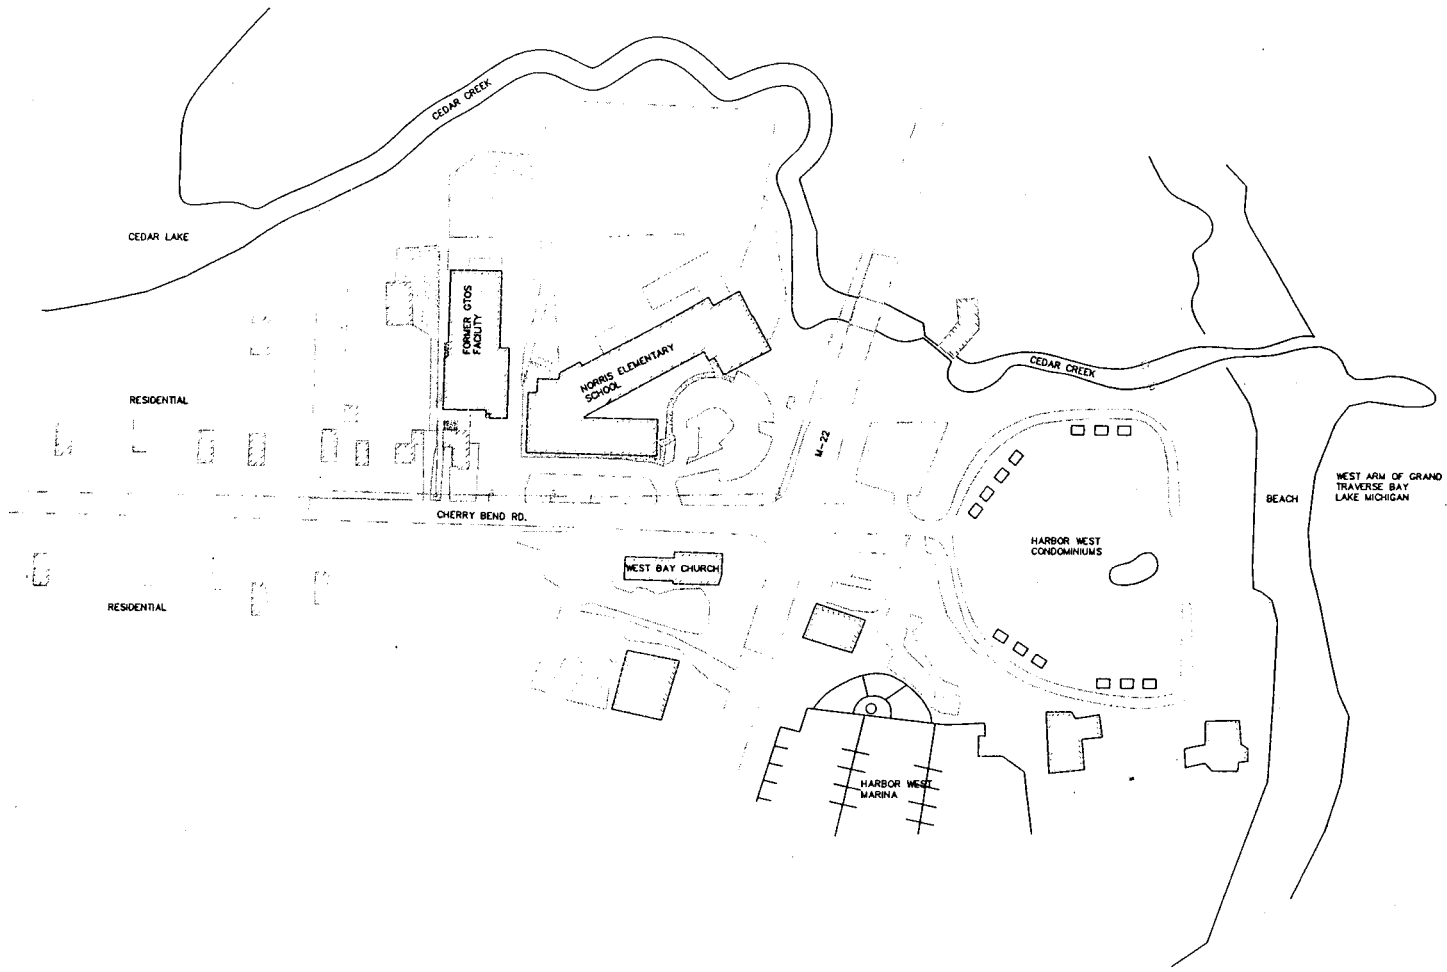 CEDAR CREEK
CEDAR LAKE
FORMER GTOS
FACILITY
NORRIS ELEMENTARY
SCHOOL
CEDAR CREEK
RESIDENTIAL
M-22
WEST ARM OF GRAND
TRAVERSE BAY
LAKE MICHIGAN
BEACH
CHERRY BEND RD.
HARBOR WEST
CONDOMINIUMS
WEST BAY CHURCH
RESIDENTIAL
HARBOR WEST
MARINA